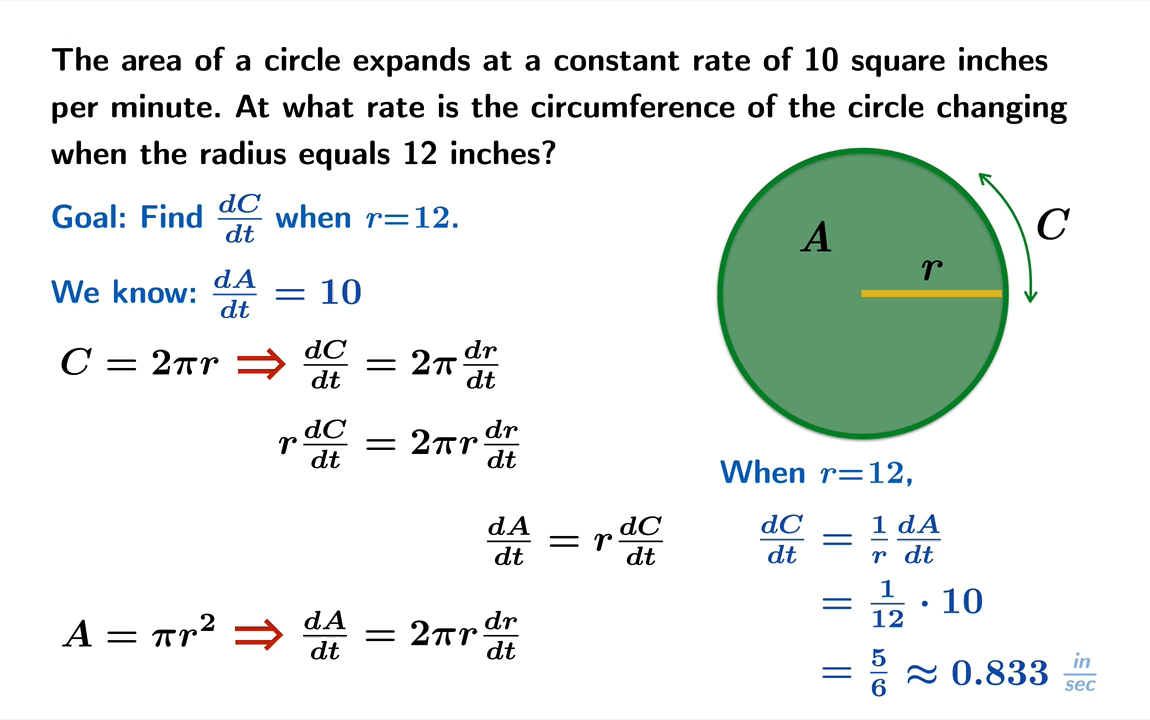 The area of a circle expands at a constant rate of 10 square inches
per minute. At what rate is the circumference of the circle changing
when the radius equals 12 inches?
Goal: Find dC/dt when r=12.
We know: dA/dt = 10
C = 2πr ⇒ dC/dt = 2π dr/dt
r dC/dt = 2πr dr/dt
dA/dt = r dC/dt
A = πr² ⇒ dA/dt = 2πr dr/dt
A
r
C
When r=12,
dC/dt = 1/r dA/dt
= 1/12 · 10
= 5/6 ≈ 0.833 in/sec